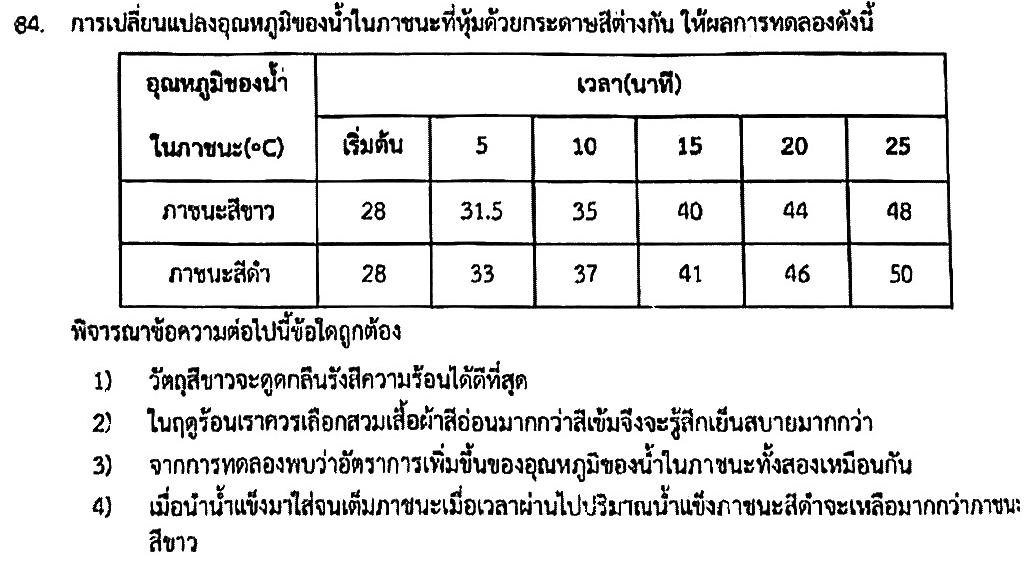 84. การเปลี่ยนแปลงอุณหภูมิของน้ำในภาชนะที่หุ้มด้วยกระดาษสีต่างกัน ให้ผลการทดลองดังนี้
อุณหภูมิของน้ำ เวลา(นาที)
ในภาชนะ(°C) เริ่มต้น 5 10 15 20 25
ภาชนะสีขาว 28 31.5 35 40 44 48
ภาชนะสีดำ 28 33 37 41 46 50
พิจารณาข้อความต่อไปนี้ข้อใดถูกต้อง
1) วัตถุสีขาวจะดูดกลืนรังสีความร้อนได้ดีที่สุด
2) ในฤดูร้อนเราควรเลือกสวมเสื้อผ้าสีอ่อนมากกว่าสีเข้มจึงจะรู้สึกเย็นสบายมากกว่า
3) จากการทดลองพบว่าอัตราการเพิ่มขึ้นของอุณหภูมิของน้ำในภาชนะทั้งสองเหมือนกัน
4) เมื่อนำน้ำแข็งมาใส่จนเต็มภาชนะเมื่อเวลาผ่านไปปริมาณน้ำแข็งภาชนะสีดำจะเหลือมากกว่าภาชนะ
สีขาว